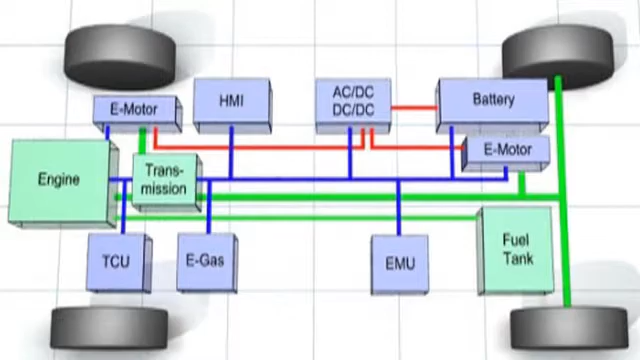 E-Motor
HMI
AC/DC
DC/DC
Battery
E-Motor
Engine
Trans-
mission
TCU
E-Gas
EMU
Fuel
Tank